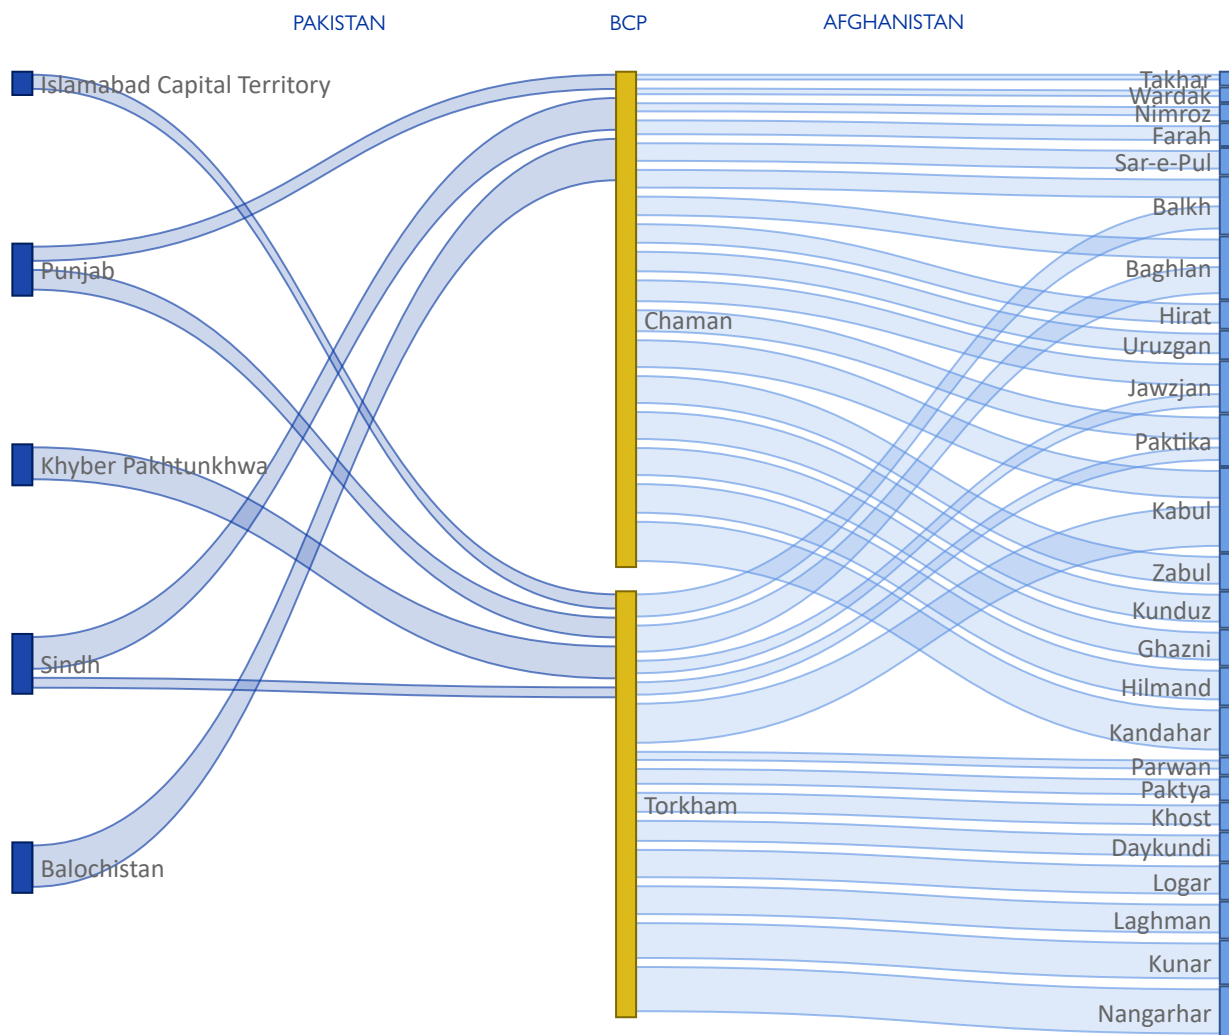 PAKISTAN
BCP
AFGHANISTAN
Islamabad Capital Territory
Punjab
Khyber Pakhtunkhwa
Sindh
Balochistan
Chaman
Torkham
Takhar
Wardak
Nimroz
Farah
Sar-e-Pul
Balkh
Baghlan
Hirat
Uruzgan
Jawzjan
Paktika
Kabul
Zabul
Kunduz
Ghazni
Hilmand
Kandahar
Parwan
Paktya
Khost
Daykundi
Logar
Laghman
Kunar
Nangarhar